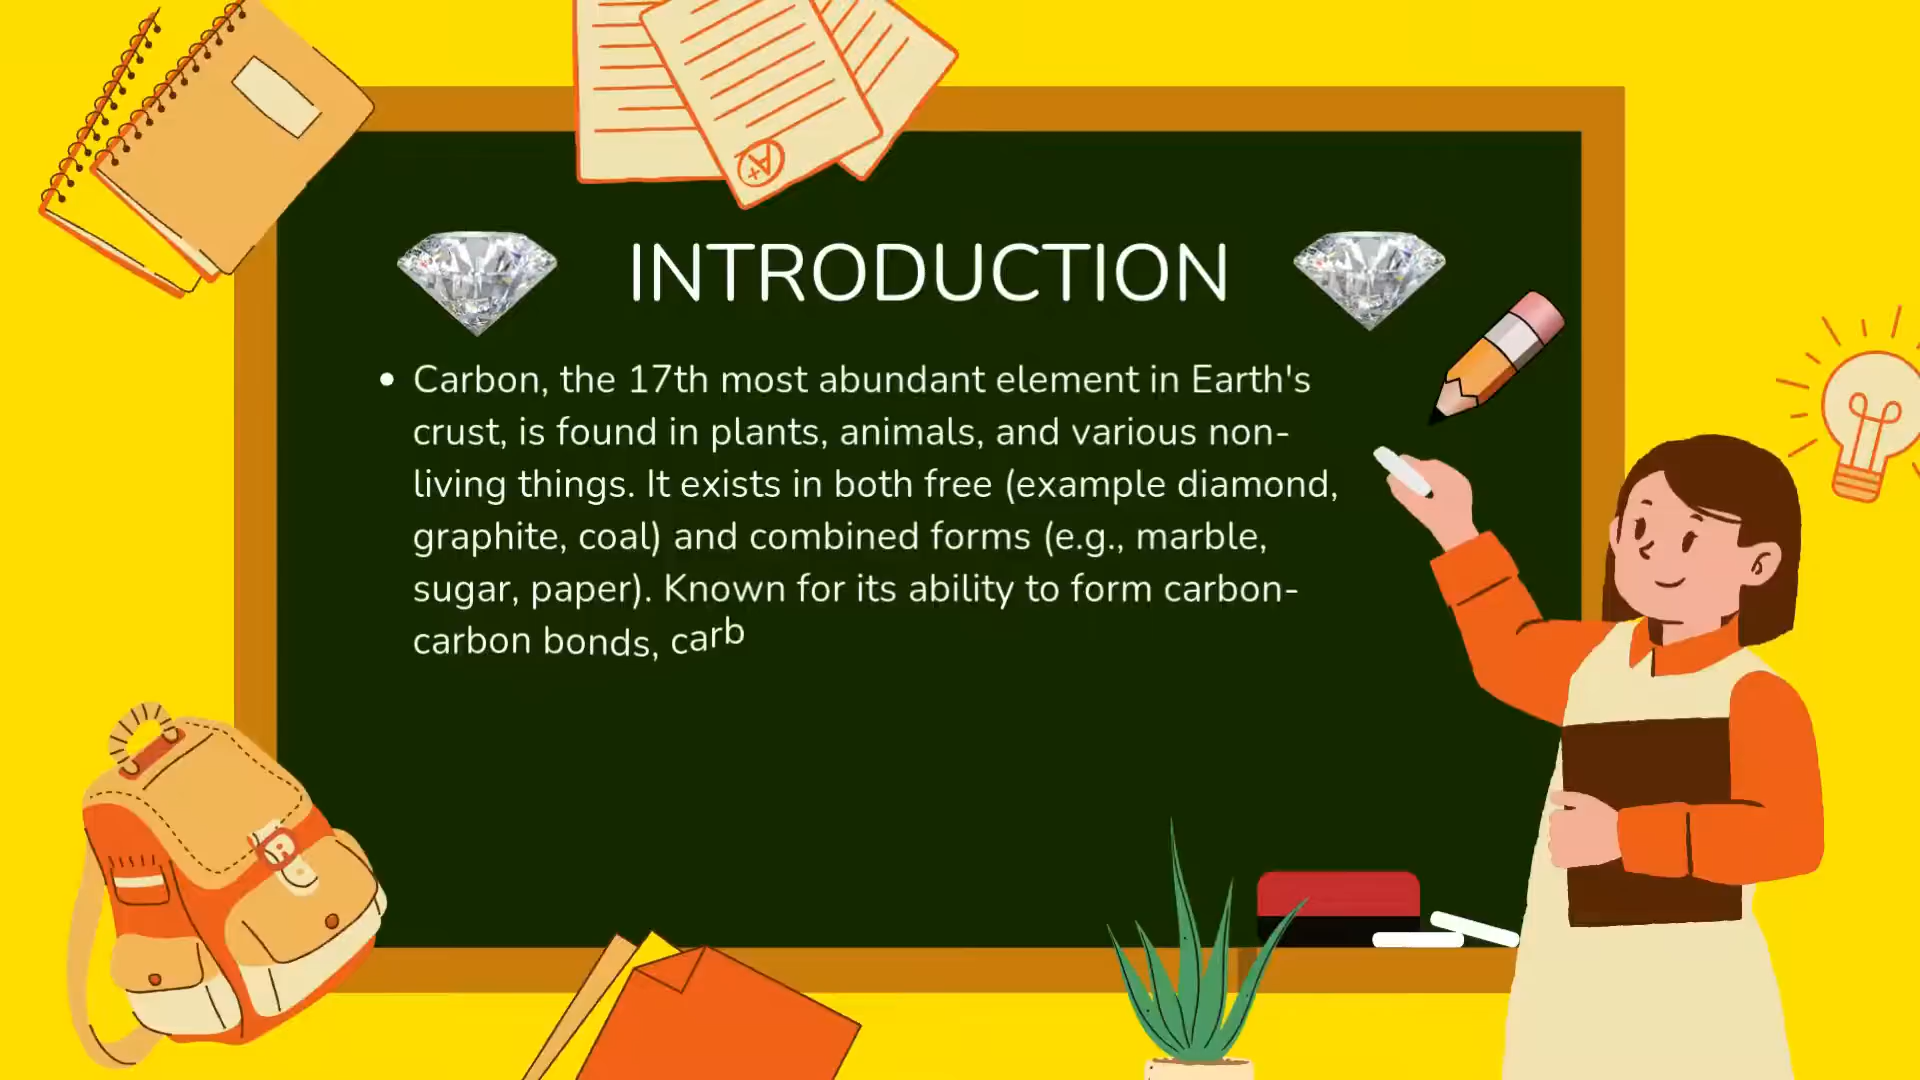 A+
INTRODUCTION
• Carbon, the 17th most abundant element in Earth's
crust, is found in plants, animals, and various non-
living things. It exists in both free (example diamond,
graphite, coal) and combined forms (e.g., marble,
sugar, paper). Known for its ability to form carbon-
carbon bonds, carb